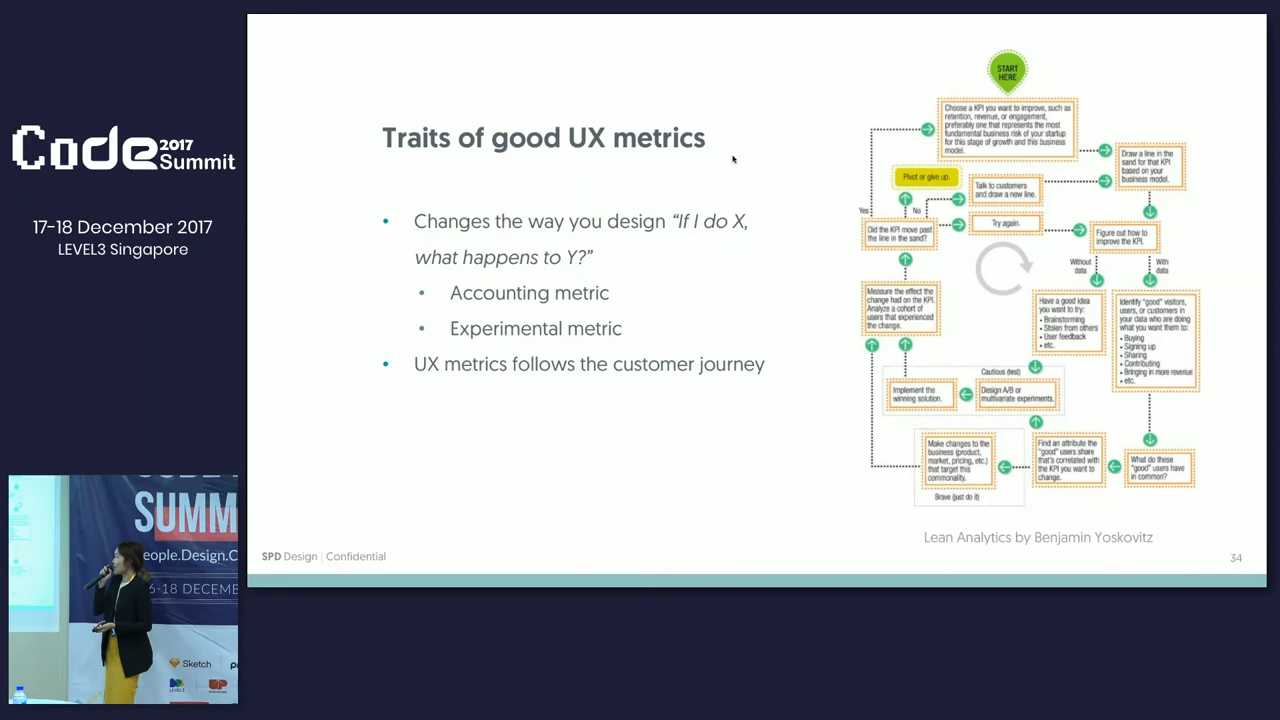 Code 2017 Summit
17-18 December 2017
LEVEL3 Singapore
Traits of good UX metrics
• Changes the way you design “If I do X,
what happens to Y?”
• Accounting metric
• Experimental metric
• UX metrics follows the customer journey
START
HERE
Choose a KPI you want to improve, such as
retention, revenue, or engagement,
preferably one that represents the most
fundamental business risk of your startup
for this stage of growth and this business
model.
Draw a line in the
sand for that KPI
based on your
business model.
Pivot or give up.
Talk to customers
and draw a new line.
Yes
No
Try again.
Did the KPI move past
the line in the sand?
Figure out how to
improve the KPI.
Without
data
With
data
Measure the effect the
change had on the KPI.
Analyze a cohort of
users that experienced
the change.
Have a good idea
you want to try:
• Brainstorming
• Stolen from others
• User feedback
• etc.
Identify “good” visitors,
users, or customers in
your data who are doing
what you want them to:
• Buying
• Signing up
• Sharing
• Contributing
• Bringing in more revenue
• etc.
Cautious (test)
Implement the
winning solution.
Design A/B or
multivariate experiments.
Make changes to the
business (product,
market, pricing, etc.)
that target this
commonality.
Brave (just do it)
Find an attribute the
“good” users share
that's correlated with
the KPI you want to
change.
What do these
“good” users have
in common?
Lean Analytics by Benjamin Yoskovitz
SPD Design | Confidential
34
SUMM
eople.Design.C
6-18 DECEMB
Sketch
LEVEL3